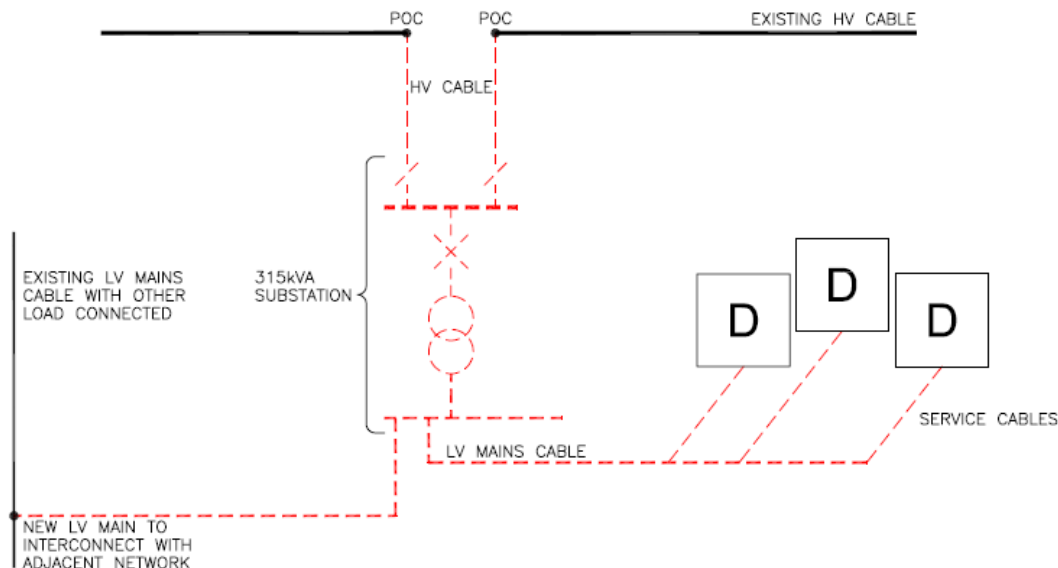 POC
POC
EXISTING HV CABLE
HV CABLE
EXISTING LV MAINS
CABLE WITH OTHER
LOAD CONNECTED
315kVA
SUBSTATION
D
D
D
SERVICE CABLES
LV MAINS CABLE
NEW LV MAIN TO
INTERCONNECT WITH
ADJACENT NETWORK